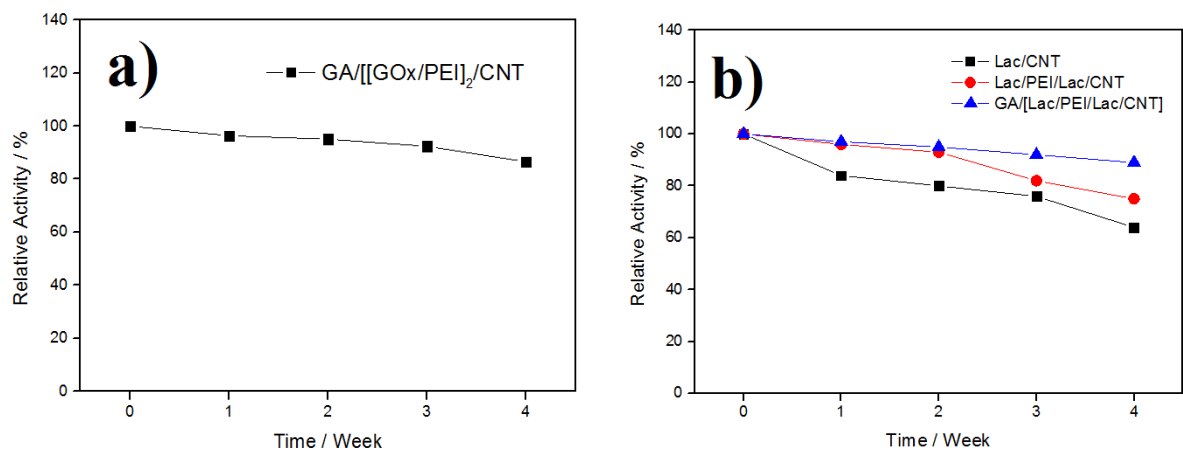 a)
GA/[[GOx/PEI]2/CNT
140
120
100
80
60
40
20
0
Relative Activity / %
0 1 2 3 4
Time / Week
b)
Lac/CNT
Lac/PEI/Lac/CNT
GA/[Lac/PEI/Lac/CNT]
140
120
100
80
60
40
20
0
Relative Activity / %
0 1 2 3 4
Time / Week